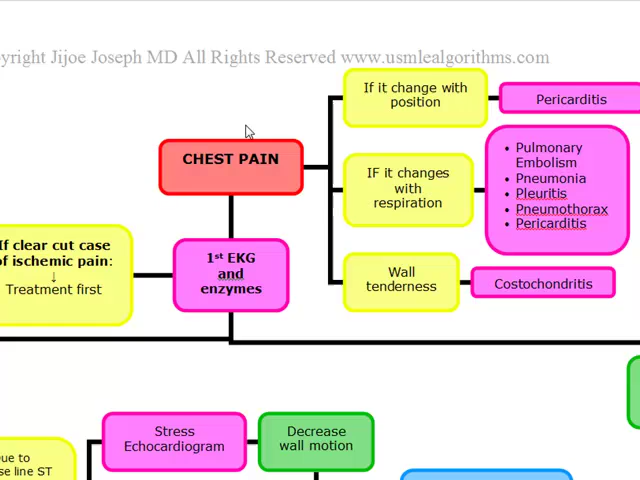 pyright Jijoe Joseph MD All Rights Reserved www.usmlealgorithms.com
If it change with
position
Pericarditis
CHEST PAIN
IF it changes
with
respiration
• Pulmonary
Embolism
• Pneumonia
• Pleuritis
• Pneumothorax
• Pericarditis
If clear cut case
of ischemic pain:
↓
Treatment first
1st EKG
and
enzymes
Wall
tenderness
Costochondritis
Stress
Echocardiogram
Decrease
wall motion
Due to
se line ST